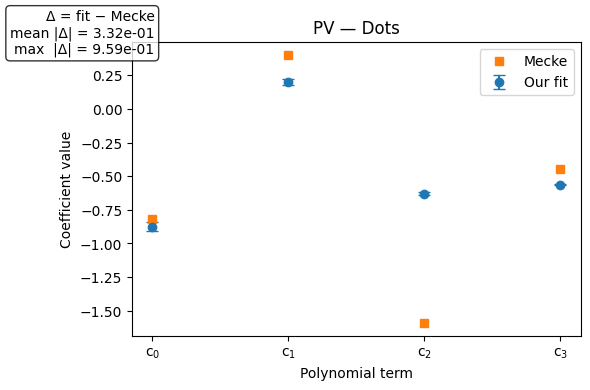 Δ = fit − Mecke
mean |Δ| = 3.32e-01
max |Δ| = 9.59e-01
PV — Dots
Mecke
Our fit
0.25
0.00
−0.25
−0.50
−0.75
−1.00
−1.25
−1.50
Coefficient value
c₀ c₁ c₂ c₃
Polynomial term